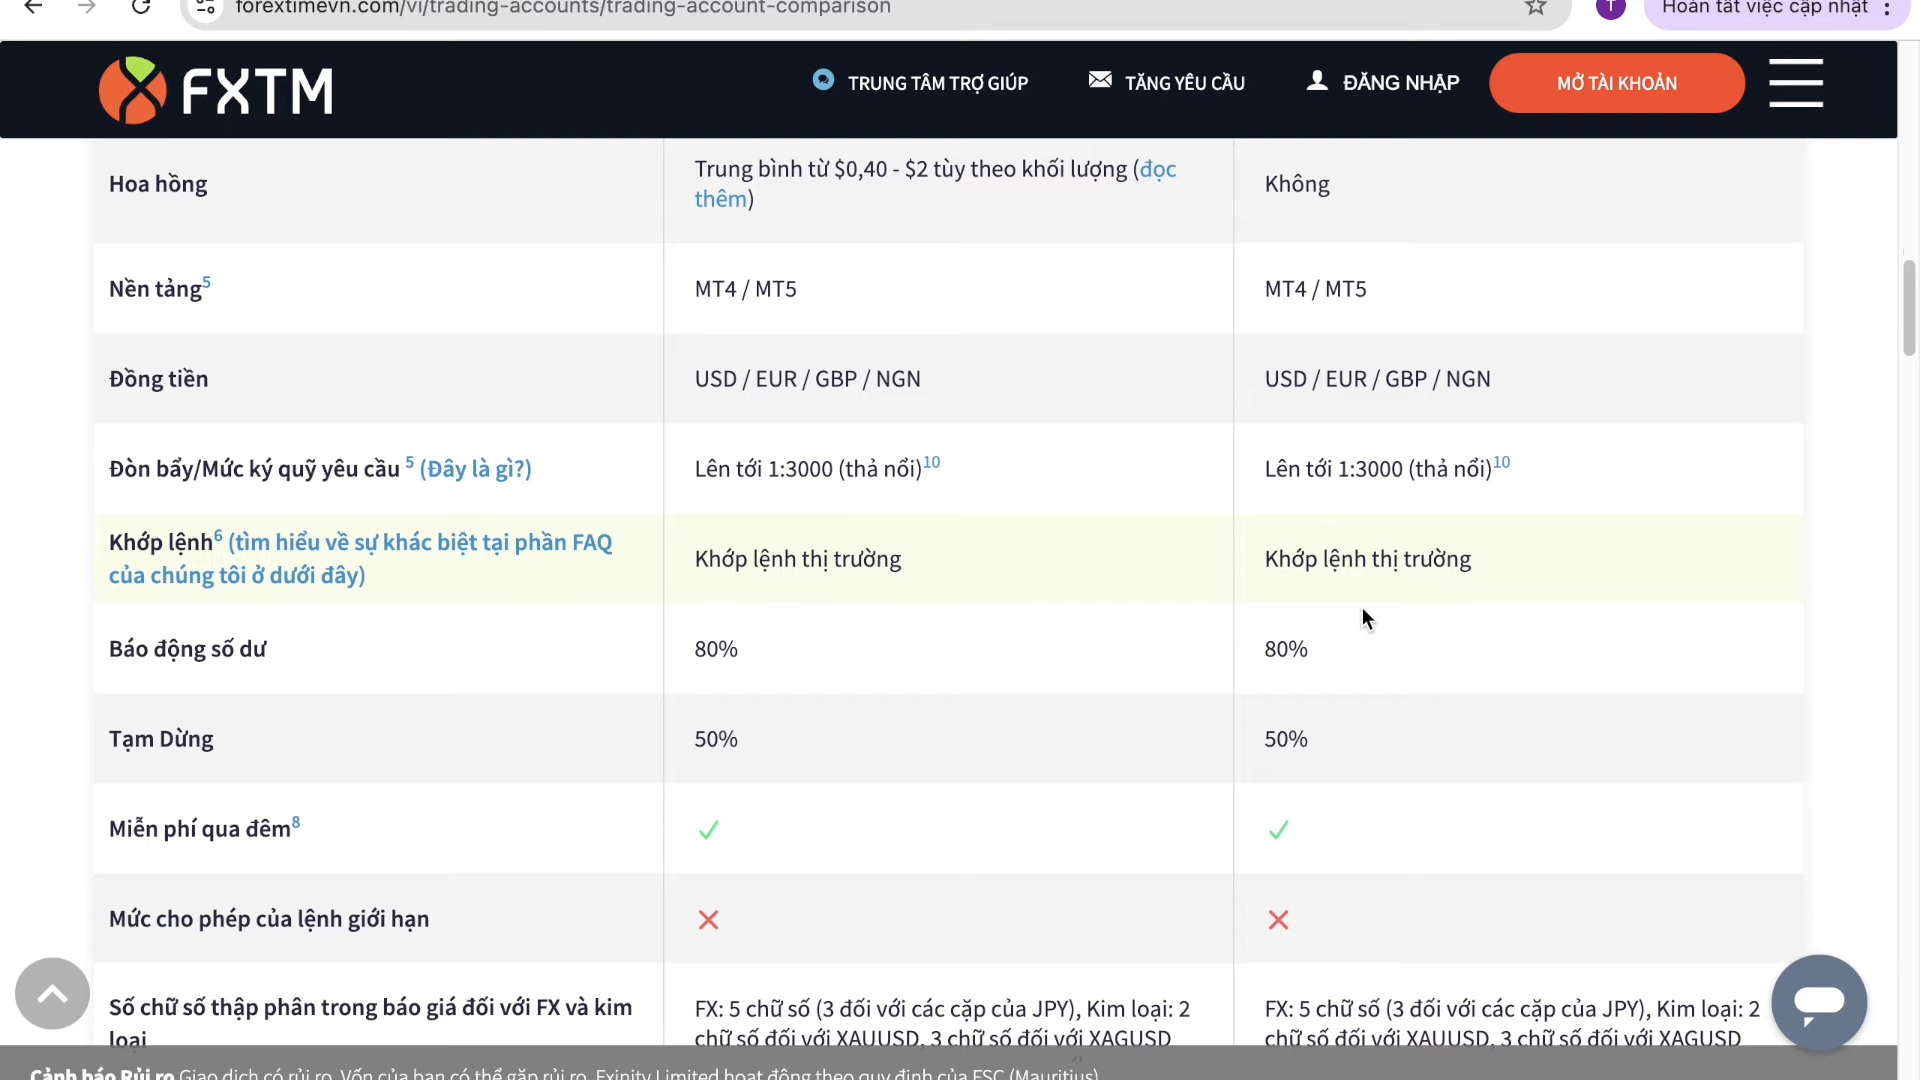 forextimevn.com/vi/trading-accounts/trading-account-comparison
T
Hoàn tất việc cập nhật
FXTM
TRUNG TÂM TRỢ GIÚP
TĂNG YÊU CẦU
ĐĂNG NHẬP
MỞ TÀI KHOẢN
Hoa hồng
Trung bình từ $0,40 - $2 tùy theo khối lượng (đọc
thêm)
Không
Nền tảng5
MT4 / MT5
MT4 / MT5
Đồng tiền
USD / EUR / GBP / NGN
USD / EUR / GBP / NGN
Đòn bẩy/Mức ký quỹ yêu cầu 5 (Đây là gì?)
Lên tới 1:3000 (thả nổi)10
Lên tới 1:3000 (thả nổi)10
Khớp lệnh6 (tìm hiểu về sự khác biệt tại phần FAQ
của chúng tôi ở dưới đây)
Khớp lệnh thị trường
Khớp lệnh thị trường
Báo động số dư
80%
80%
Tạm Dừng
50%
50%
Miễn phí qua đêm8
Mức cho phép của lệnh giới hạn
Số chữ số thập phân trong báo giá đối với FX và kim
loại
FX: 5 chữ số (3 đối với các cặp của JPY), Kim loại: 2
chữ số đối với XAUUSD, 3 chữ số đối với XAGUSD
FX: 5 chữ số (3 đối với các cặp của JPY), Kim loại: 2
chữ số đối với XAUUSD, 3 chữ số đối với XAGUSD
Cảnh báo Rủi ro Giao dịch có rủi ro. Vốn của bạn có thể gặp rủi ro. Exinity Limited hoạt động theo quy định của FSC (Mauritius)